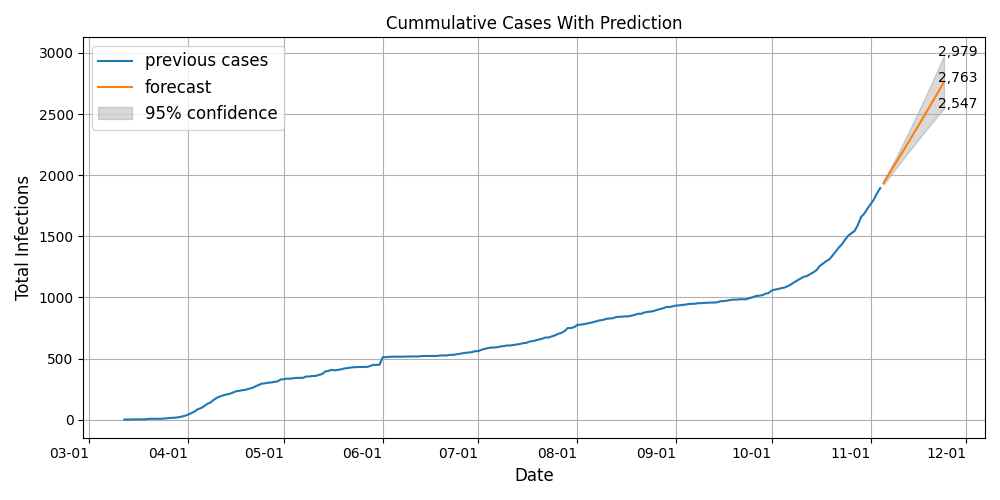 Cummulative Cases With Prediction
previous cases
forecast
95% confidence
2,979
2,763
2,547
3000
2500
2000
1500
1000
500
0
Total Infections
03-01 04-01 05-01 06-01 07-01 08-01 09-01 10-01 11-01 12-01
Date